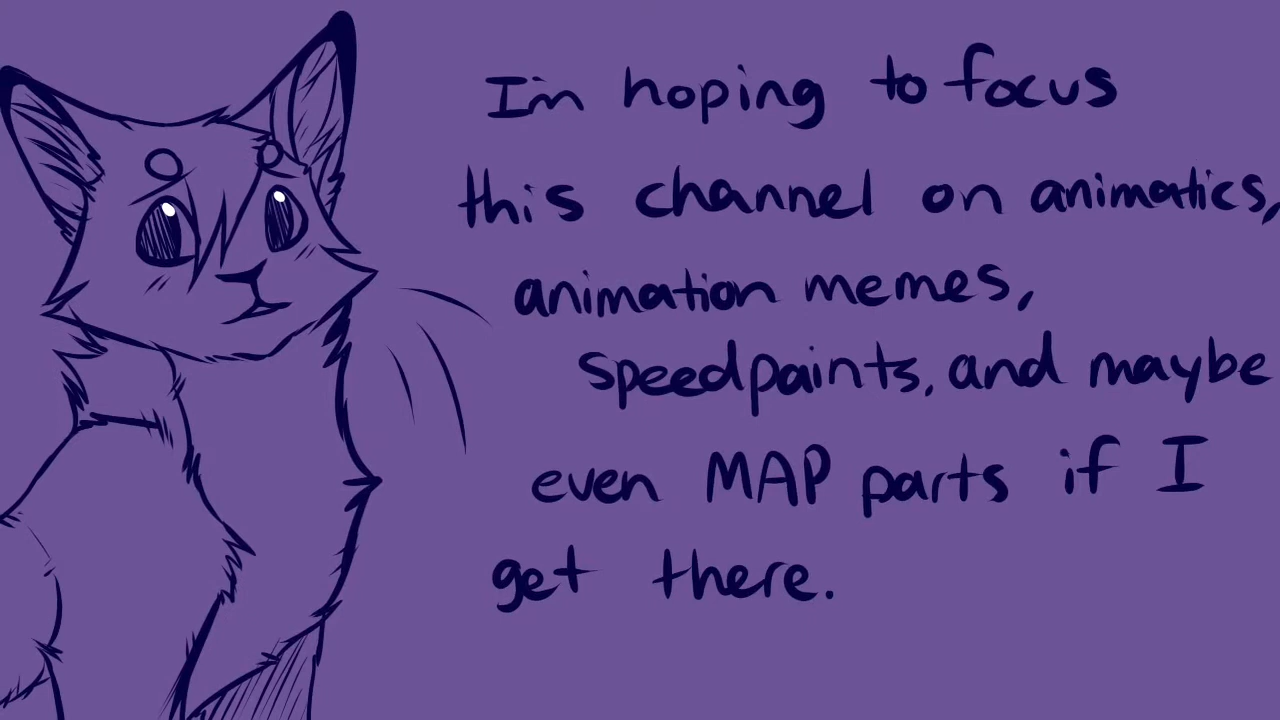 I'm hoping to focus
this channel on animatics,
animation memes,
speedpaints, and maybe
even MAP parts if I
get there.